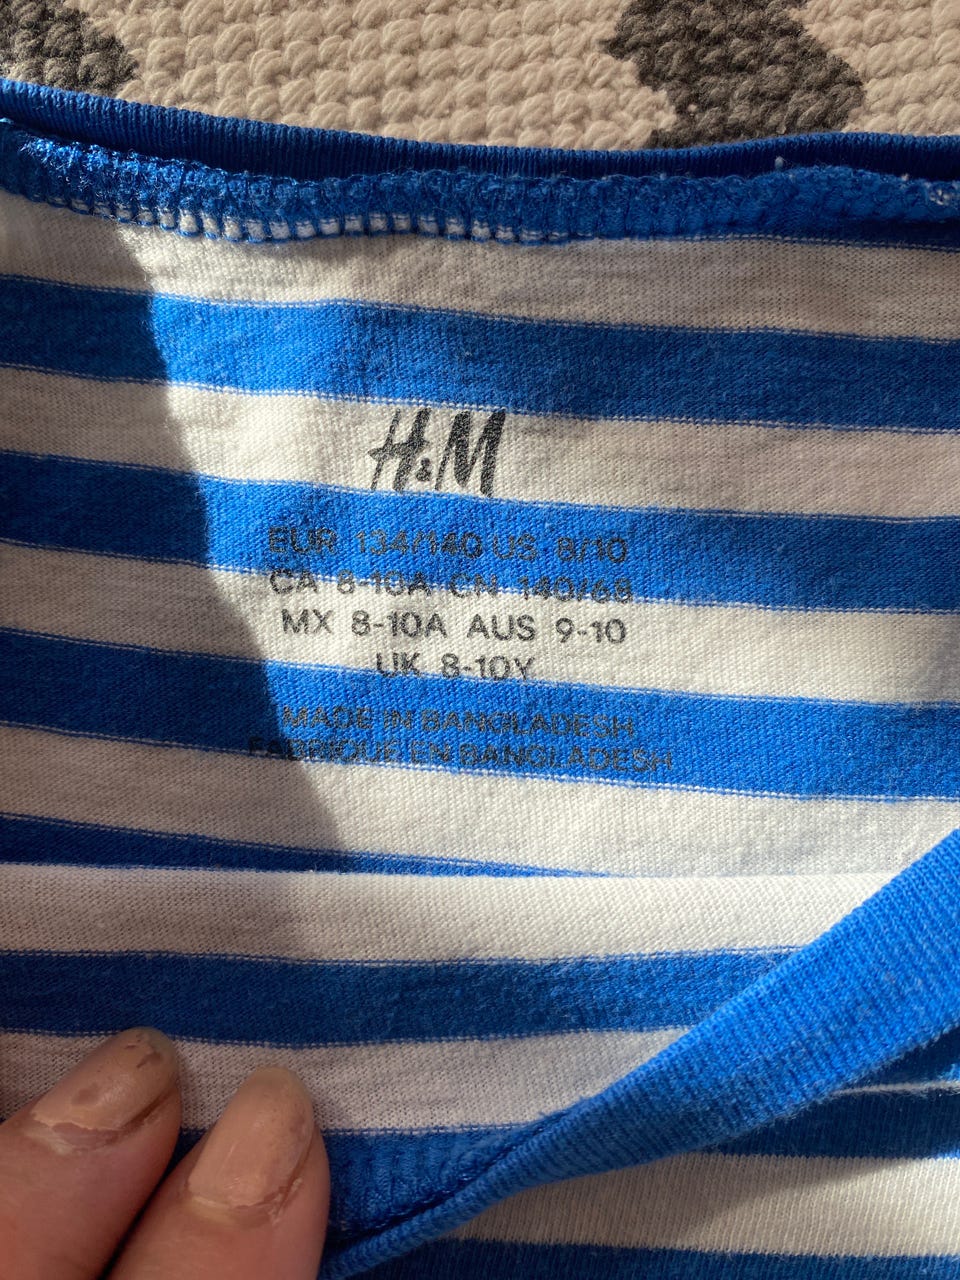 H&M
EUR 134/140 US 8/10
CA 8-10A CN 140/68
MX 8-10A AUS 9-10
UK 8-10Y
MADE IN BANGLADESH
FABRIQUE EN BANGLADESH